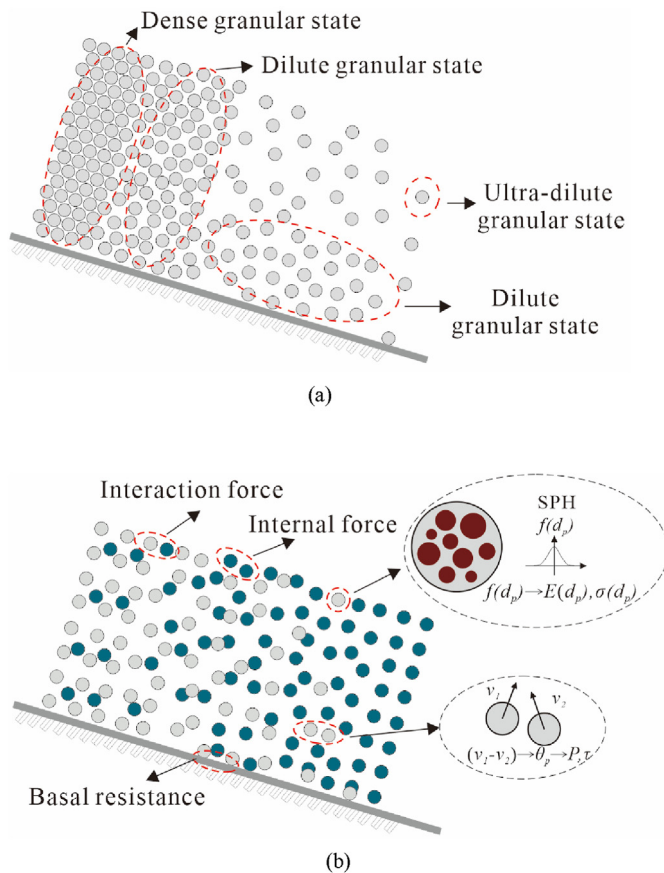 Dense granular state
Dilute granular state
Ultra-dilute
granular state
Dilute
granular state
(a)
Interaction force
Internal force
SPH
f(dₚ)
f(dₚ)→E(dₚ),σ(dₚ)
v₁
v₂
(v₁-v₂)→θₚ→P,τ
Basal resistance
(b)